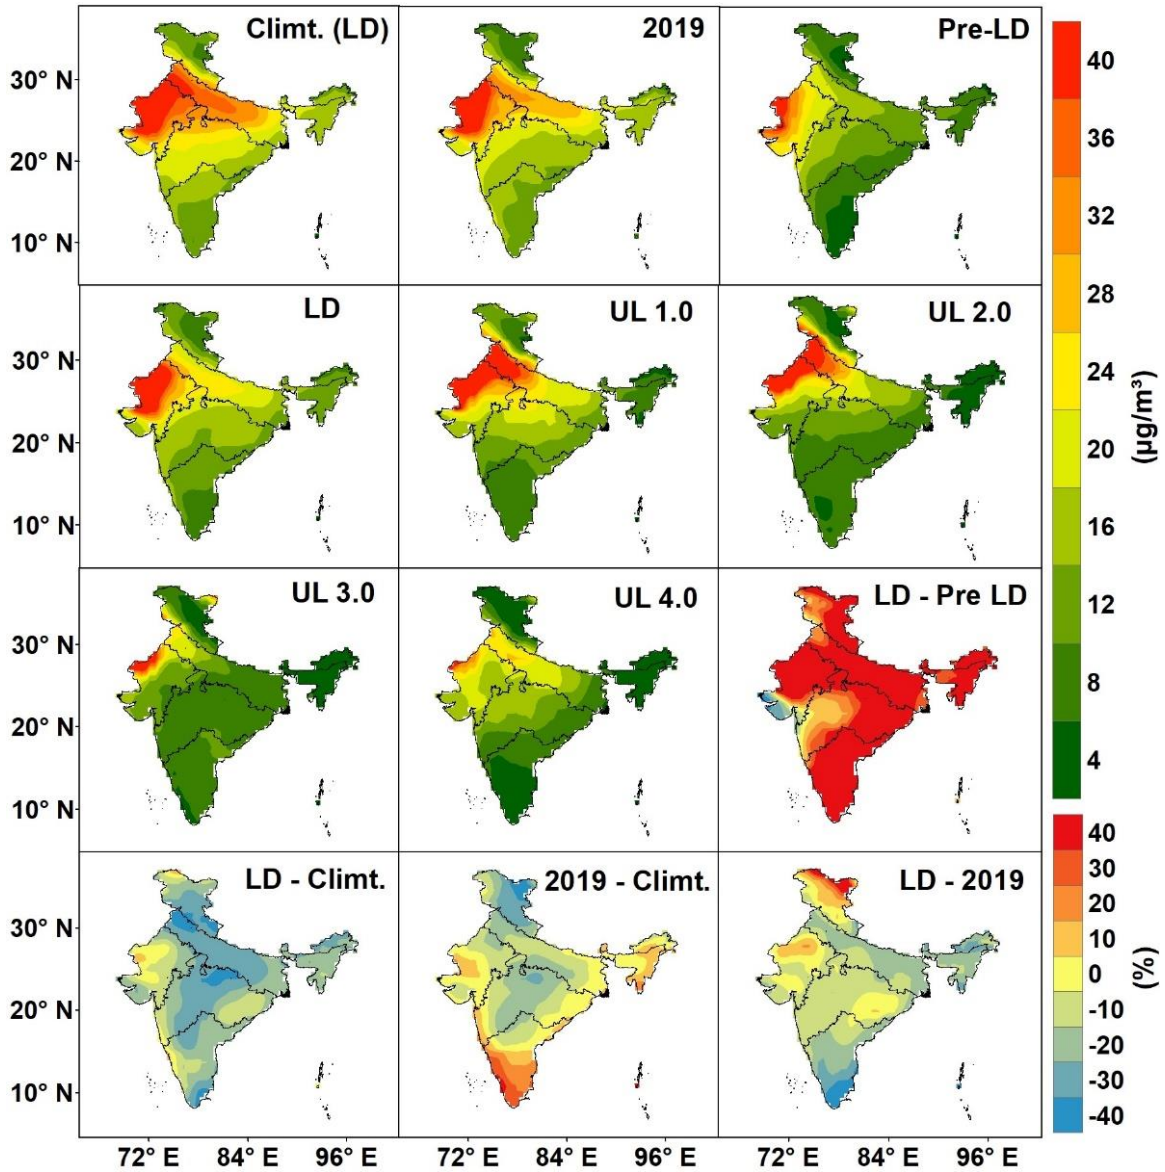 Climt. (LD) 2019 Pre-LD
30° N
20° N
10° N
LD UL 1.0 UL 2.0
30° N
20° N
10° N
UL 3.0 UL 4.0 LD - Pre LD
30° N
20° N
10° N
LD - Climt. 2019 - Climt. LD - 2019
30° N
20° N
10° N
72° E 84° E 96° E 72° E 84° E 96° E 72° E 84° E 96° E
40
36
32
28
24
20
16
12
8
4
(µg/m³)
40
30
20
10
0
-10
-20
-30
-40
(%)